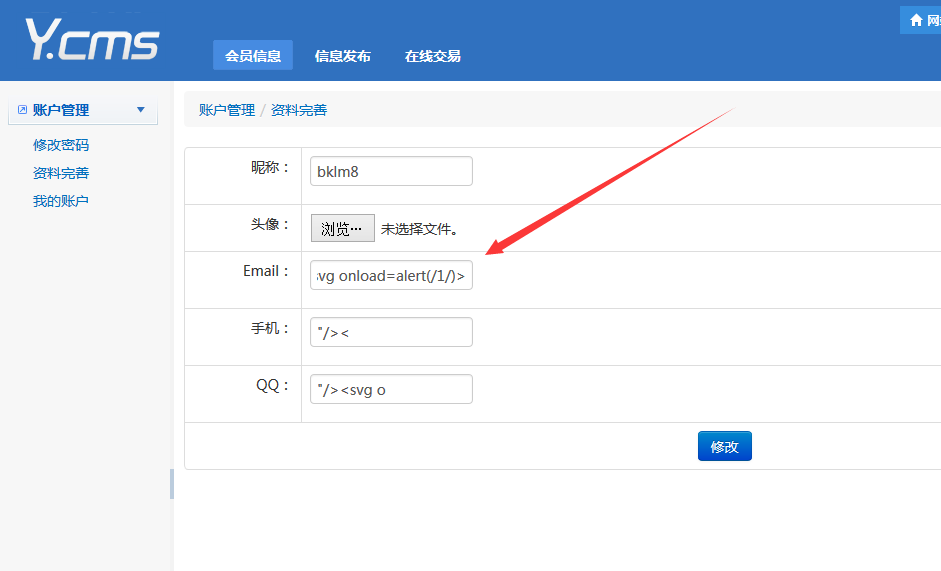 Y.cms
会员信息 信息发布 在线交易
账户管理
修改密码
资料完善
我的账户
账户管理 / 资料完善
昵称： bklm8
头像： 浏览… 未选择文件。
Email： svg onload=alert(/1/)>
手机： "/><
QQ： "/><svg o
修改